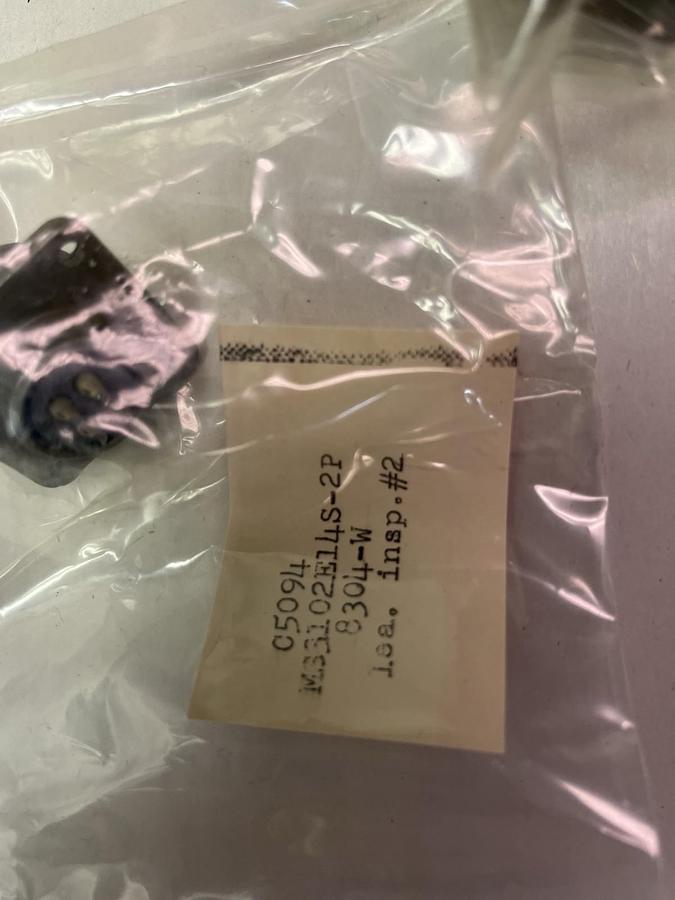 C5094
MS3102E14S-2P
8304-W
1ea. insp.#2